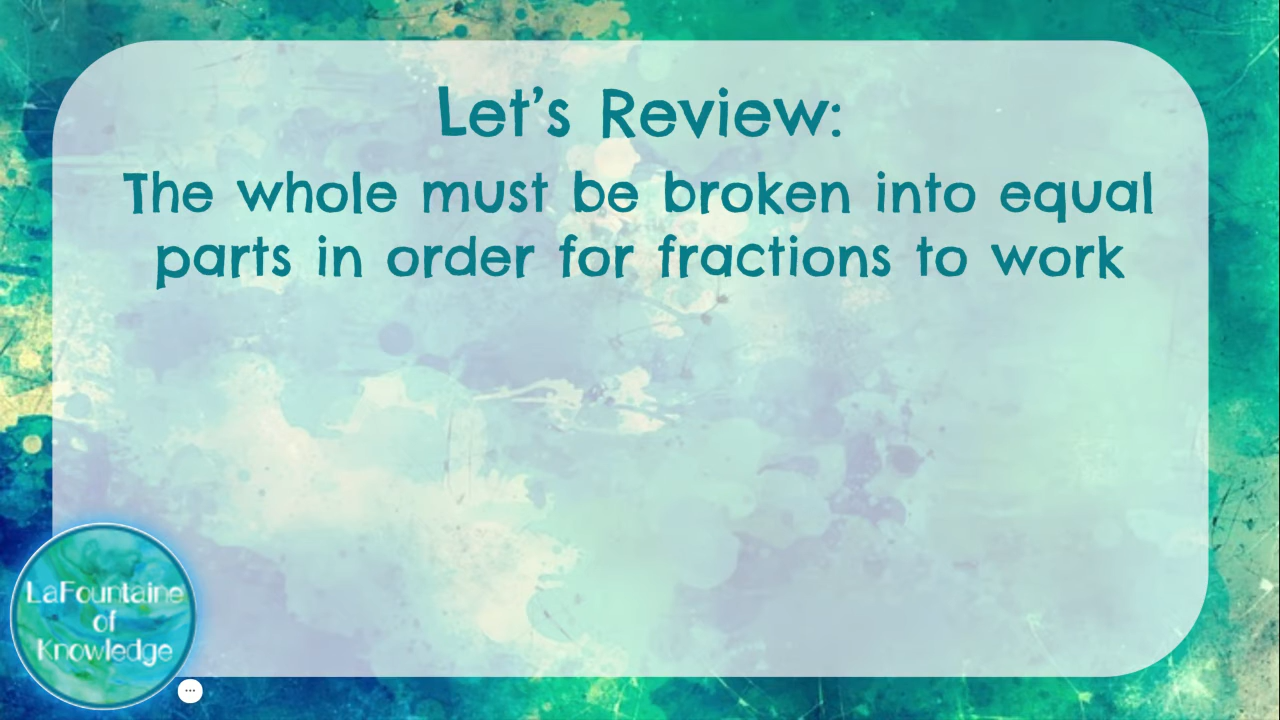 Let's Review:
The whole must be broken into equal
parts in order for fractions to work
LaFountaine
of
Knowledge